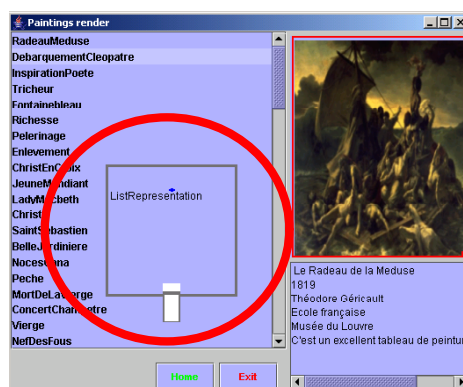 Paintings render
RadeauMeduse
DebarquementCleopatre
InspirationPoete
Tricheur
Fontainebleau
Richesse
Pelerinage
Enlevement
ChristEnCroix
JeuneMendiant
LadyMacbeth
Christ
SaintSebastien
BelleJardiniere
NocesCana
Peche
MortDeLaVierge
ConcertChampetre
Vierge
NefDesFous
ListRepresentation
Home
Exit
Le Radeau de la Meduse
1819
Théodore Géricault
Ecole française
Musée du Louvre
C'est un excellent tableau de peintur